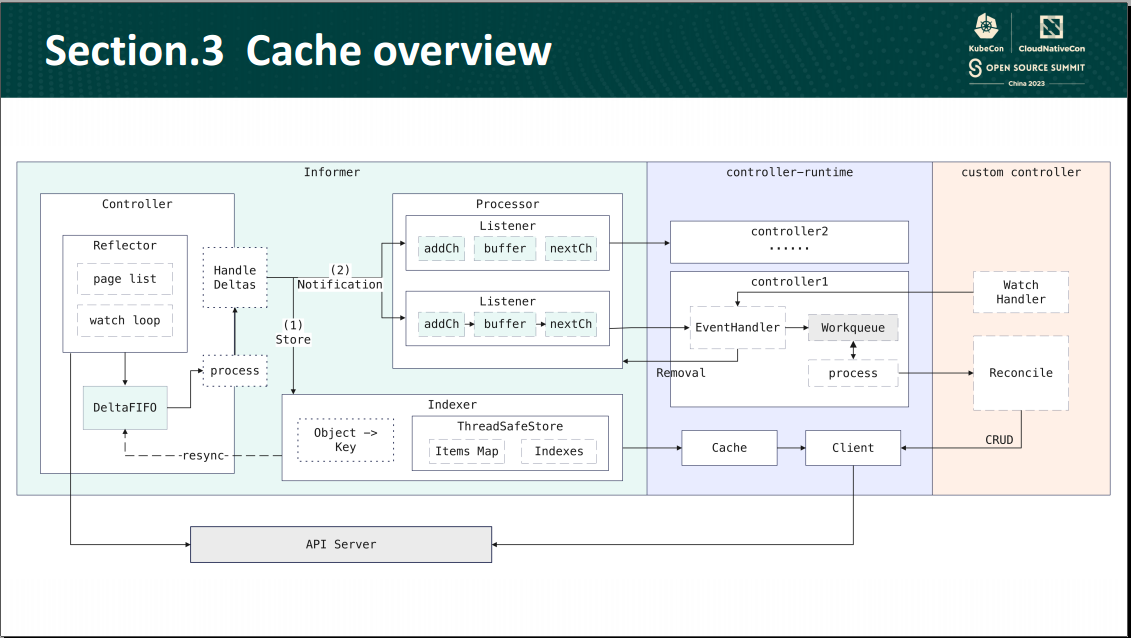 Section.3 Cache overview
KubeCon
CloudNativeCon
OPEN SOURCE SUMMIT
China 2023
Informer
controller-runtime
custom controller
Controller
Reflector
page list
watch loop
DeltaFIFO
Handle
Deltas
process
resync
(1)
Store
(2)
Notification
Processor
Listener
addCh
buffer
nextCh
Listener
addCh
buffer
nextCh
Indexer
Object ->
Key
ThreadSafeStore
Items Map
Indexes
controller2
......
controller1
EventHandler
Workqueue
process
Removal
Cache
Client
Watch
Handler
Reconcile
CRUD
API Server